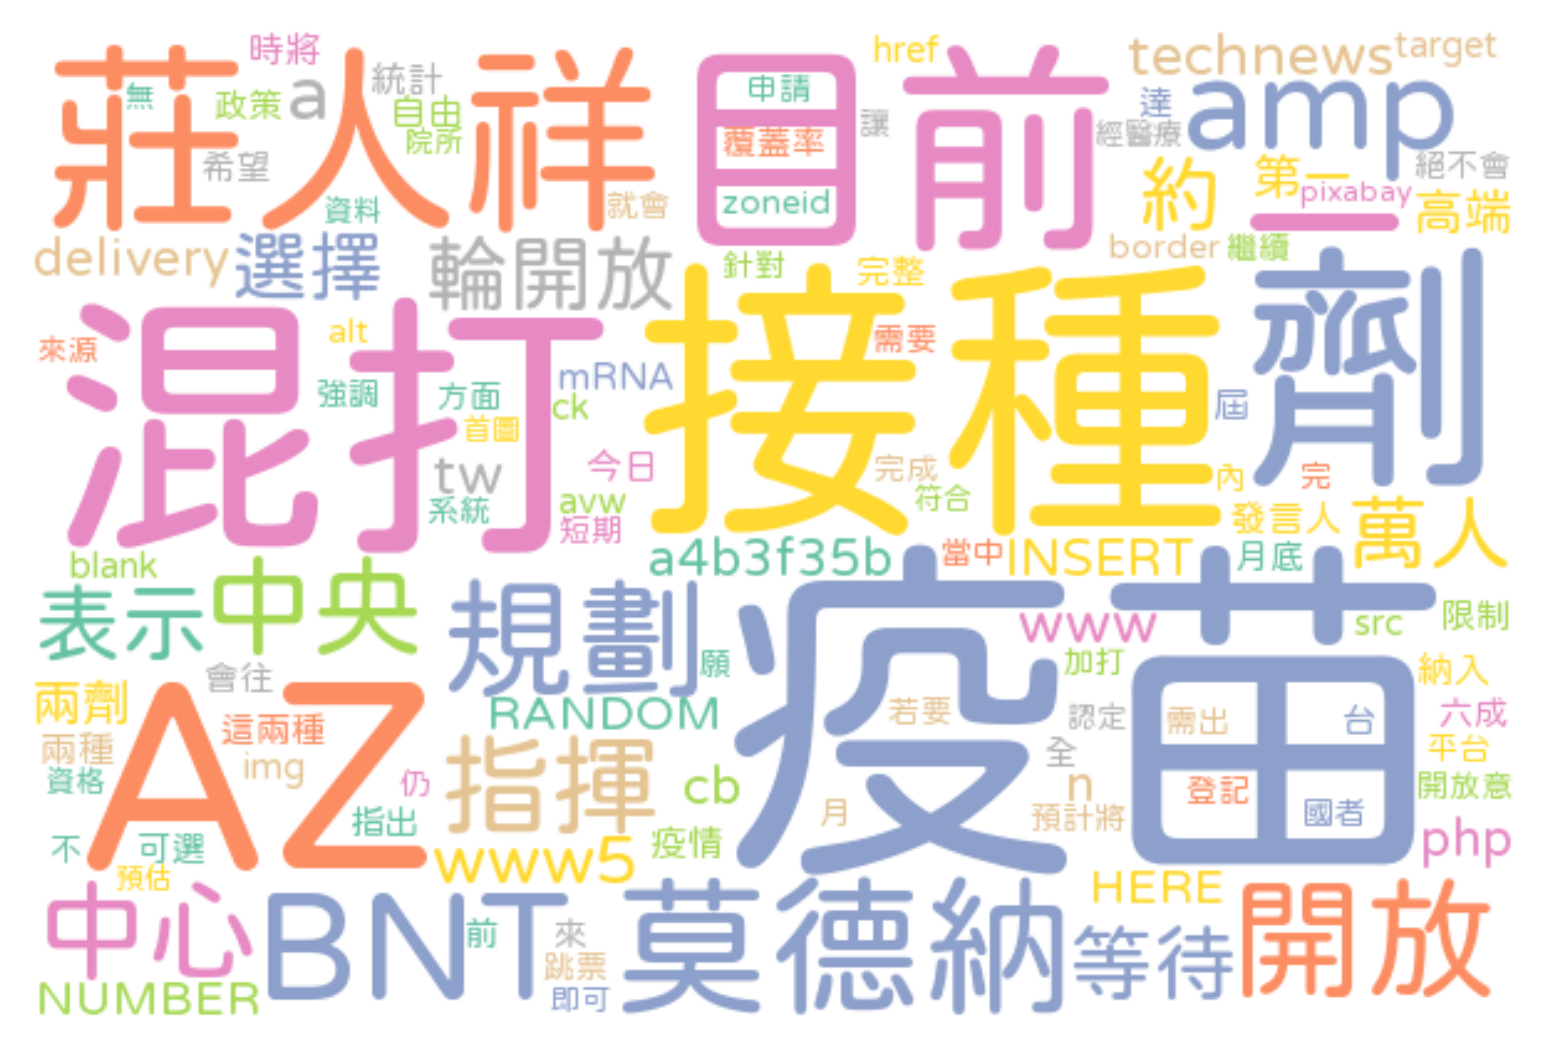 時將
href
technews
target
莊人祥
目前
統計
無
政策
a
自由
申請
達
amp
讓
院所
覆蓋率
經醫療
希望
約
第一
絕不會
資料
就會
zoneid
pixabay
高端
一
delivery
選擇
輪開放
針對
完整
border
繼續
劑
混打
接種
來源
alt
需要
強調
方面
mRNA
ck
屆
首圖
tw
今日
完成
內
完
系統
avw
符合
短期
發言人
萬人
blank
中央
a4b3f35b
當中
INSERT
月底
表示
規劃
疫苗
www
src
限制
會往
願
加打
納入
兩劑
AZ
這兩種
RANDOM
若要
認定
需出
台
六成
兩種
img
指揮
全
平台
資格
仍
cb
n
登記
開放意
指出
月
預計將
國者
不
可選
www5
疫情
php
預估
中心
BNT
莫德納
HERE
開放
前
來
等待
跳票
NUMBER
即可